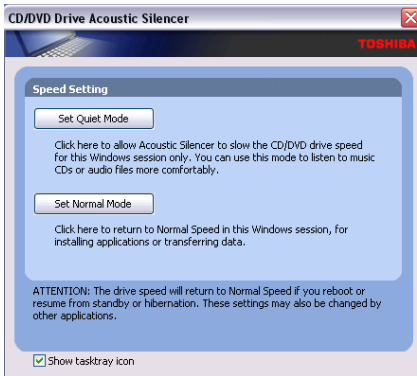 CD/DVD Drive Acoustic Silencer
TOSHIBA
Speed Setting
Set Quiet Mode
Click here to allow Acoustic Silencer to slow the CD/DVD drive speed
for this Windows session only. You can use this mode to listen to music
CDs or audio files more comfortably.
Set Normal Mode
Click here to return to Normal Speed in this Windows session, for
installing applications or transferring data.
ATTENTION: The drive speed will return to Normal Speed if you reboot or
resume from standby or hibernation. These settings may also be changed by
other applications.
Show tasktray icon